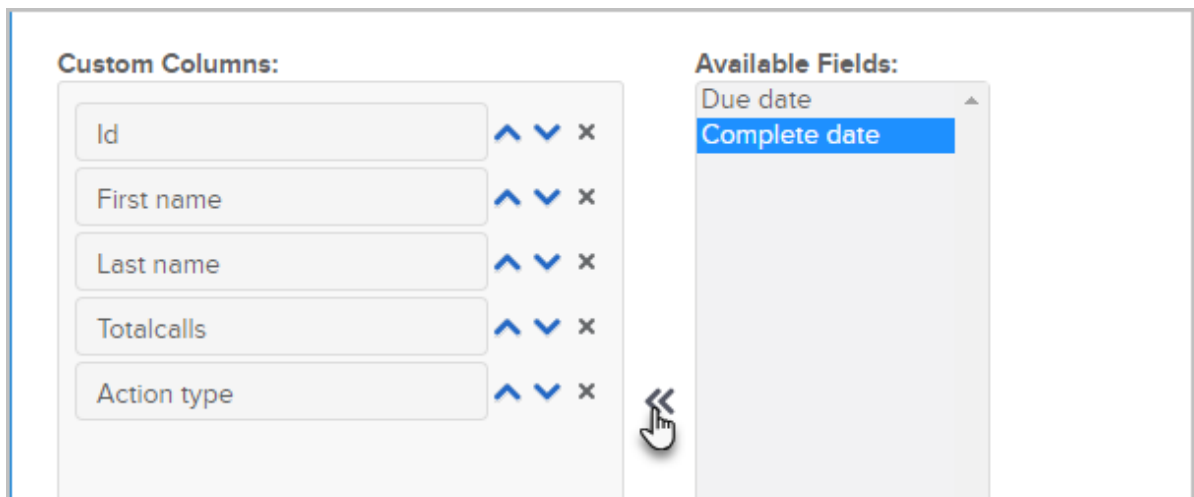 Custom Columns:
Id
First name
Last name
Totalcalls
Action type
Available Fields:
Due date
Complete date